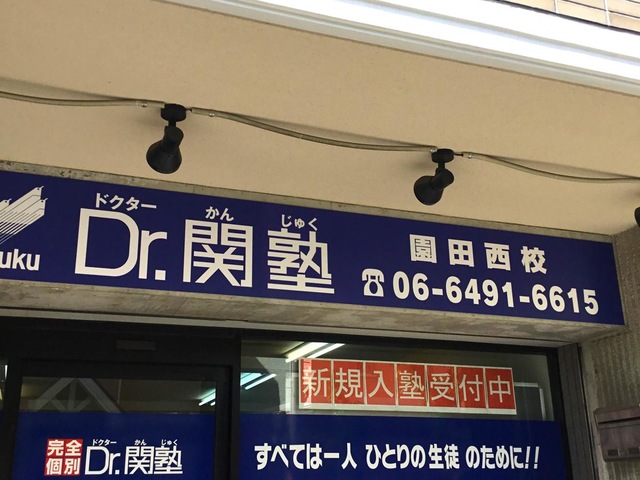 uku
ドクター かん じゅく
Dr.関塾
園田西校
☎06-6491-6615
新規入塾受付中
完全
個別
ドクター かん じゅく
Dr.関塾
すべては一人 ひとりの生徒 のために!!